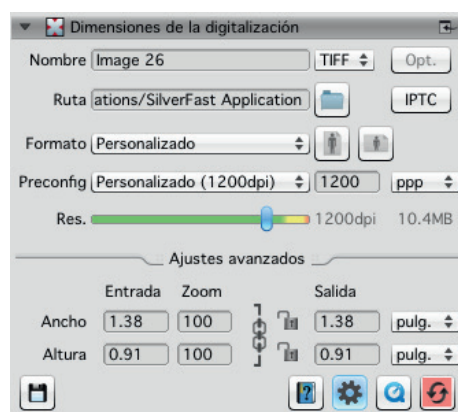 Dimensiones de la digitalización
Nombre Image 26 TIFF Opt.
Ruta ations/SilverFast Application IPTC
Formato Personalizado
Preconfig Personalizado (1200dpi) 1200 ppp
Res. 1200dpi 10.4MB
Ajustes avanzados
Entrada Zoom Salida
Ancho 1.38 100 1.38 pulg.
Altura 0.91 100 0.91 pulg.
?